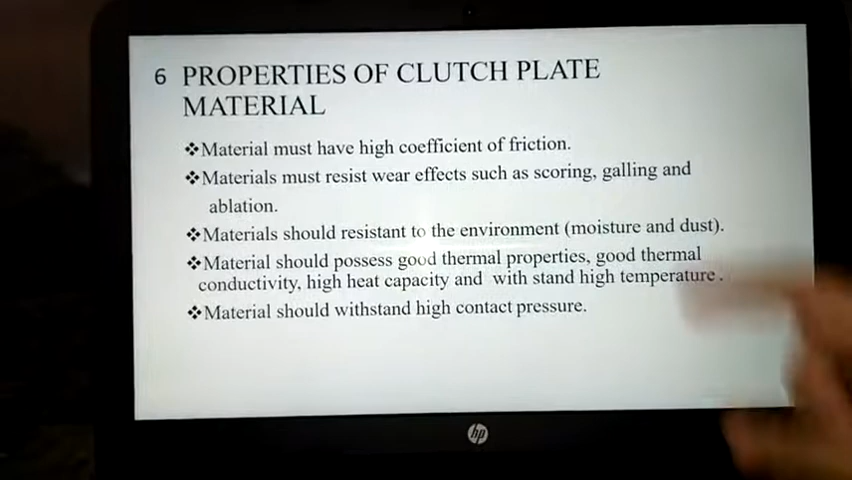 6 PROPERTIES OF CLUTCH PLATE
MATERIAL
❖Material must have high coefficient of friction.
❖Materials must resist wear effects such as scoring, galling and
ablation.
❖Materials should resistant to the environment (moisture and dust).
❖Material should possess good thermal properties, good thermal
conductivity, high heat capacity and with stand high temperature .
❖Material should withstand high contact pressure.
hp